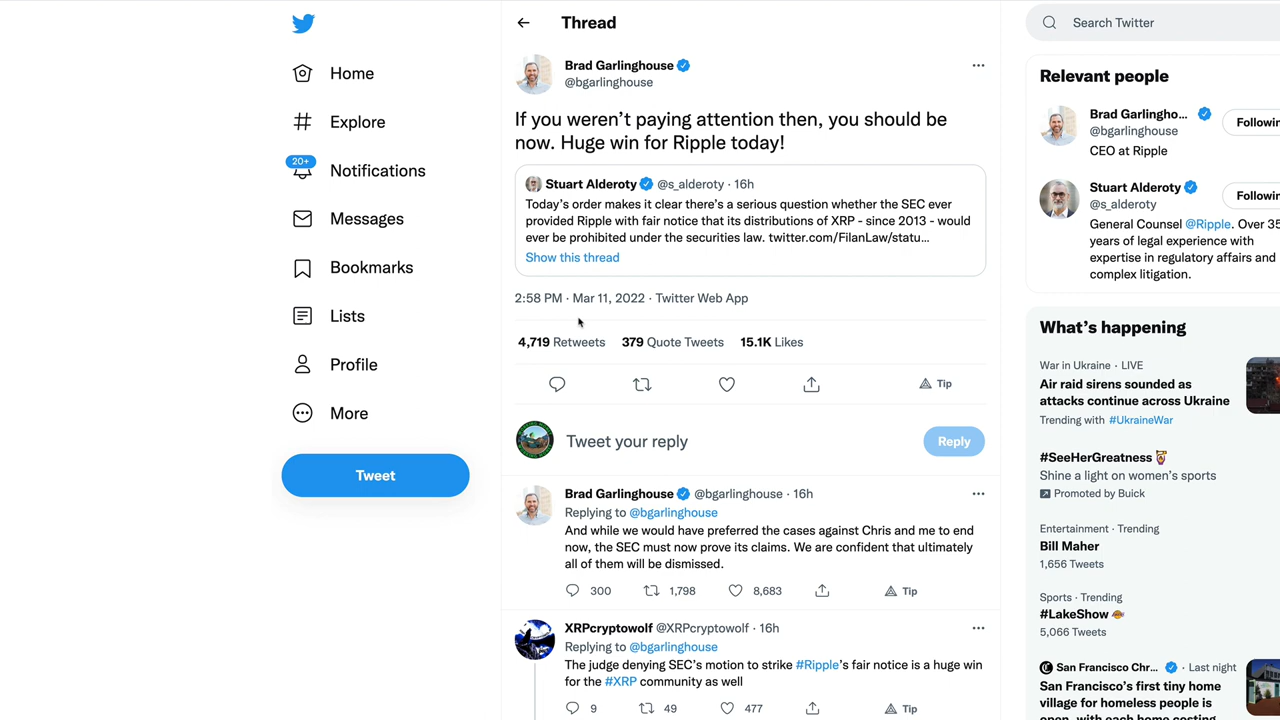 Home
Explore
20+
Notifications
Messages
Bookmarks
Lists
Profile
More
Tweet
Thread
Brad Garlinghouse
@bgarlinghouse
If you weren’t paying attention then, you should be
now. Huge win for Ripple today!
Stuart Alderoty @s_alderoty · 16h
Today’s order makes it clear there’s a serious question whether the SEC ever
provided Ripple with fair notice that its distributions of XRP - since 2013 - would
ever be prohibited under the securities law. twitter.com/FilanLaw/statu…
Show this thread
2:58 PM · Mar 11, 2022 · Twitter Web App
4,719 Retweets 379 Quote Tweets 15.1K Likes
Tip
Tweet your reply
Reply
Brad Garlinghouse @bgarlinghouse · 16h
Replying to @bgarlinghouse
And while we would have preferred the cases against Chris and me to end
now, the SEC must now prove its claims. We are confident that ultimately
all of them will be dismissed.
300 1,798 8,683 Tip
XRPcryptowolf @XRPcryptowolf · 16h
Replying to @bgarlinghouse
The judge denying SEC’s motion to strike #Ripple’s fair notice is a huge win
for the #XRP community as well
9 49 477 Tip
Search Twitter
Relevant people
Brad Gardingho...
@bgarlinghouse
Followin
CEO at Ripple
Stuart Alderoty
@s_alderoty
Followin
General Counsel @Ripple. Over 35
years of legal experience with
expertise in regulatory affairs and
complex litigation.
What’s happening
War in Ukraine · LIVE
Air raid sirens sounded as
attacks continue across Ukraine
Trending with #UkraineWar
#SeeHerGreatness
Shine a light on women’s sports
Promoted by Buick
Entertainment · Trending
Bill Maher
1,656 Tweets
Sports · Trending
#LakeShow
5,066 Tweets
San Francisco Chr... · Last night
San Francisco’s first tiny home
village for homeless people is
open, with each home costing